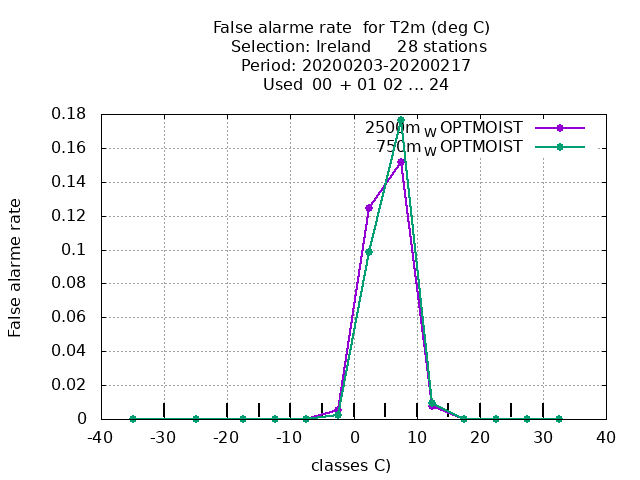 False alarme rate  for T2m (deg C)
Selection: Ireland     28 stations
Period: 20200203-20200217
Used  00 + 01 02 ... 24
2500m W OPTMOIST
750m W OPTMOIST
False alarme rate
0.18
0.16
0.14
0.12
0.1
0.08
0.06
0.04
0.02
0
-40 -30 -20 -10 0 10 20 30 40
classes C)